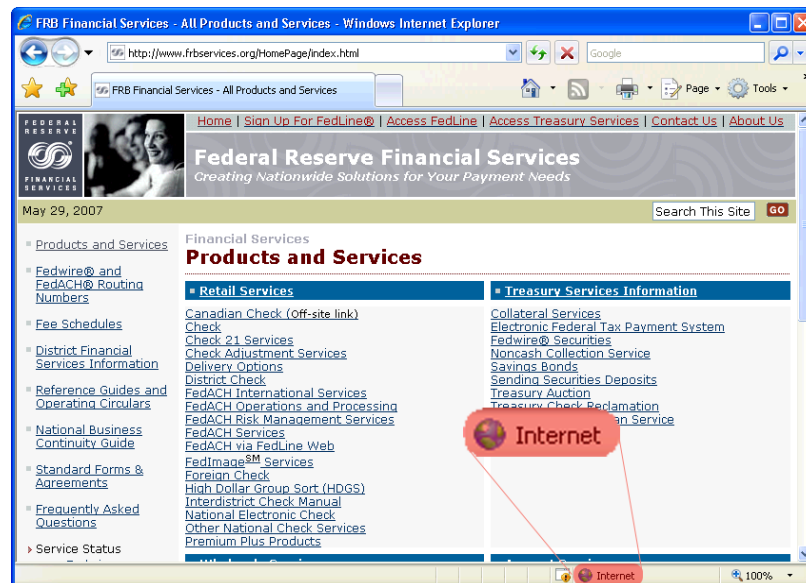 FRB Financial Services - All Products and Services - Windows Internet Explorer
http://www.frbservices.org/HomePage/index.html
Google
FRB Financial Services - All Products and Services
Page
Tools
FEDERAL
RESERVE
FINANCIAL
SERVICES
Home | Sign Up For FedLine® | Access FedLine | Access Treasury Services | Contact Us | About Us
Federal Reserve Financial Services
Creating Nationwide Solutions for Your Payment Needs
May 29, 2007
Search This Site
GO
Products and Services
Fedwire® and
FedACH® Routing
Numbers
Fee Schedules
District Financial
Services Information
Reference Guides and
Operating Circulars
National Business
Continuity Guide
Standard Forms &
Agreements
Frequently Asked
Questions
Service Status
Financial Services
Products and Services
Retail Services
Canadian Check (Off-site link)
Check
Check 21 Services
Check Adjustment Services
Delivery Options
District Check
FedACH International Services
FedACH Operations and Processing
FedACH Risk Management Services
FedACH Services
FedACH via FedLine Web
FedImage℠ Services
Foreign Check
High Dollar Group Sort (HDGS)
Interdistrict Check Manual
National Electronic Check
Other National Check Services
Premium Plus Products
Treasury Services Information
Collateral Services
Electronic Federal Tax Payment System
Fedwire® Securities
Noncash Collection Service
Savings Bonds
Sending Securities Deposits
Treasury Auction
Treasury Check Reclamation
Service
Internet
Internet
100%